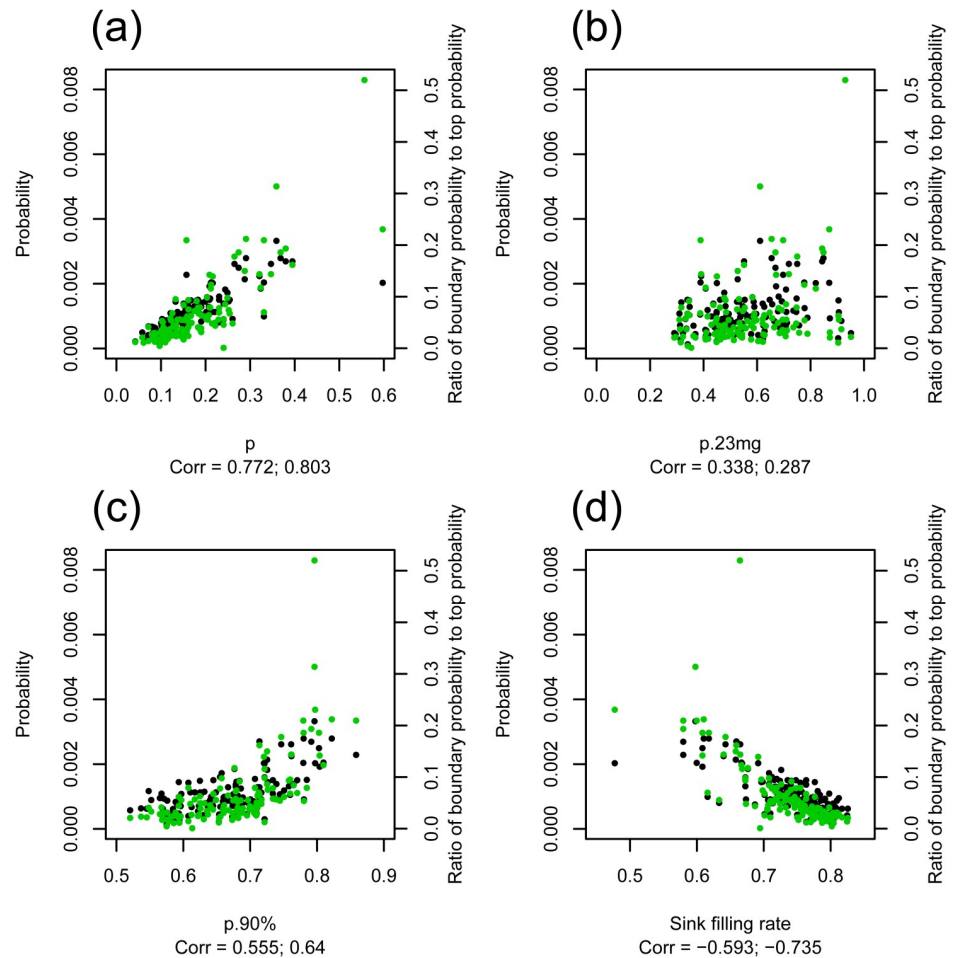 (a)
Probability
0.000 0.002 0.004 0.006 0.008
0.0 0.1 0.2 0.3 0.4 0.5
Ratio of boundary probability to top probability
0.0 0.1 0.2 0.3 0.4 0.5 0.6
p
Corr = 0.772; 0.803
(b)
Probability
0.000 0.002 0.004 0.006 0.008
0.0 0.1 0.2 0.3 0.4 0.5
Ratio of boundary probability to top probability
0.0 0.2 0.4 0.6 0.8 1.0
p.23mg
Corr = 0.338; 0.287
(c)
Probability
0.000 0.002 0.004 0.006 0.008
0.0 0.1 0.2 0.3 0.4 0.5
Ratio of boundary probability to top probability
0.5 0.6 0.7 0.8 0.9
p.90%
Corr = 0.555; 0.64
(d)
Probability
0.000 0.002 0.004 0.006 0.008
0.0 0.1 0.2 0.3 0.4 0.5
Ratio of boundary probability to top probability
0.5 0.6 0.7 0.8
Sink filling rate
Corr = −0.593; −0.735